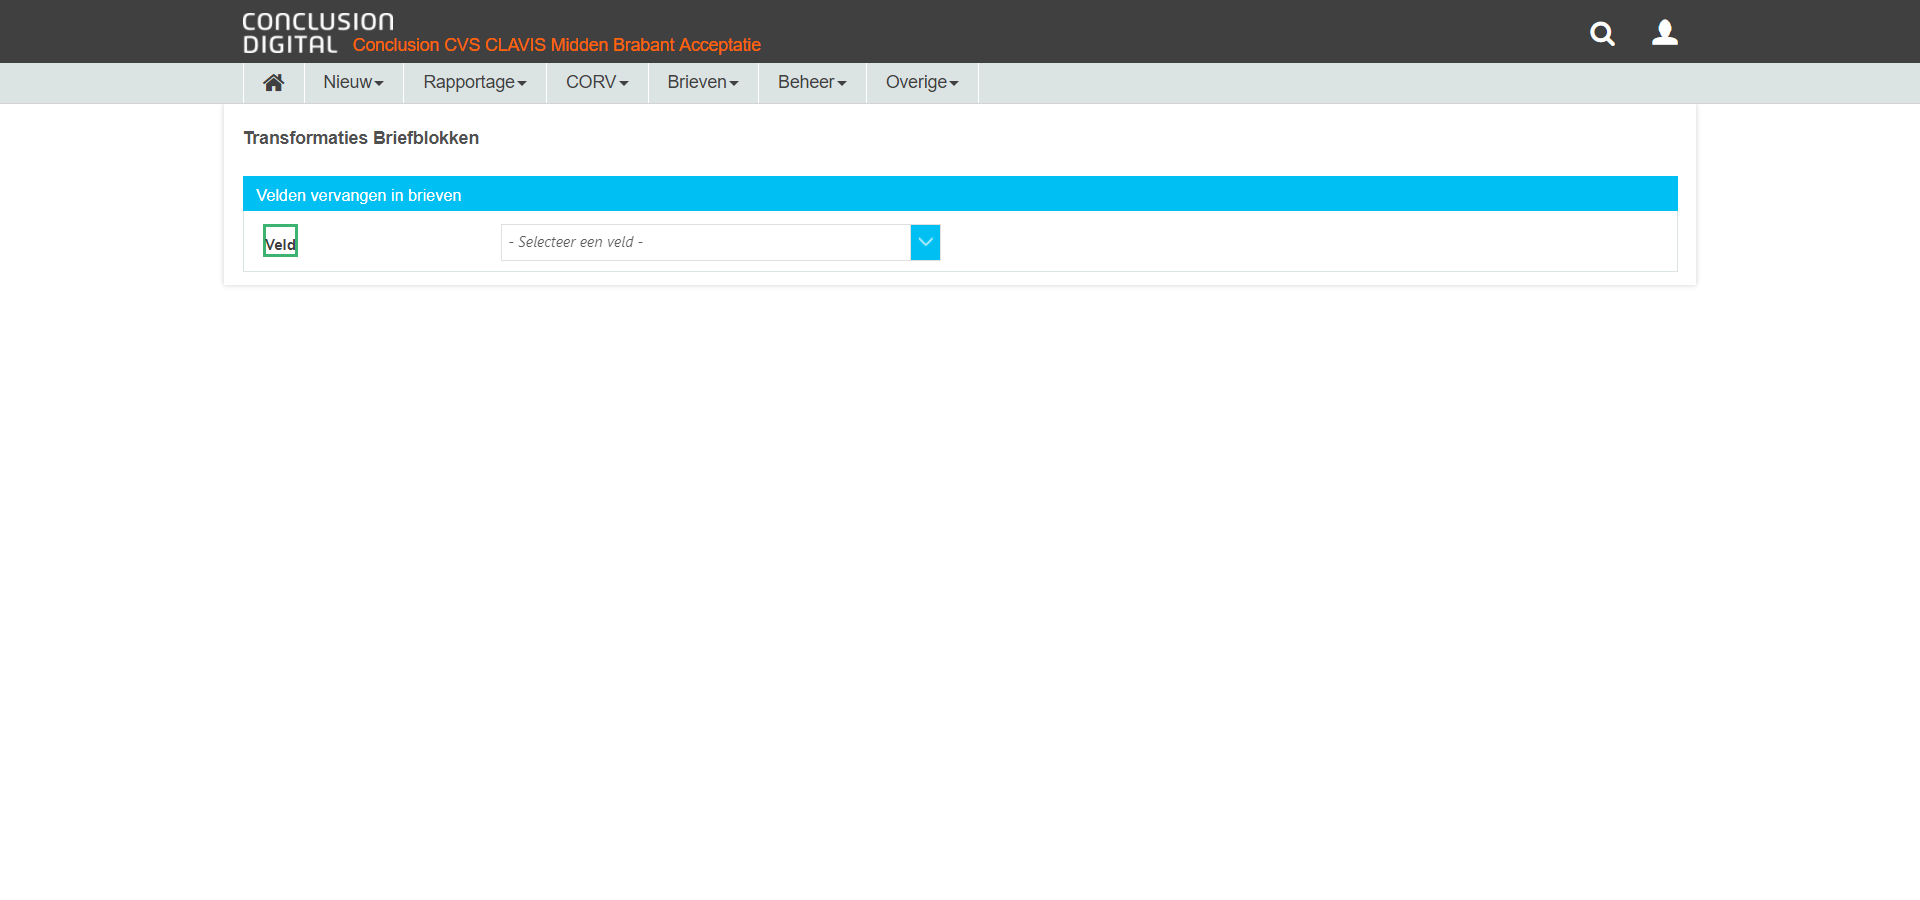 CONCLUSION
DIGITAL Conclusion CVS CLAVIS Midden Brabant Acceptatie
Nieuw Rapportage CORV Brieven Beheer Overige
Transformaties Briefblokken
Velden vervangen in brieven
Veld - Selecteer een veld -